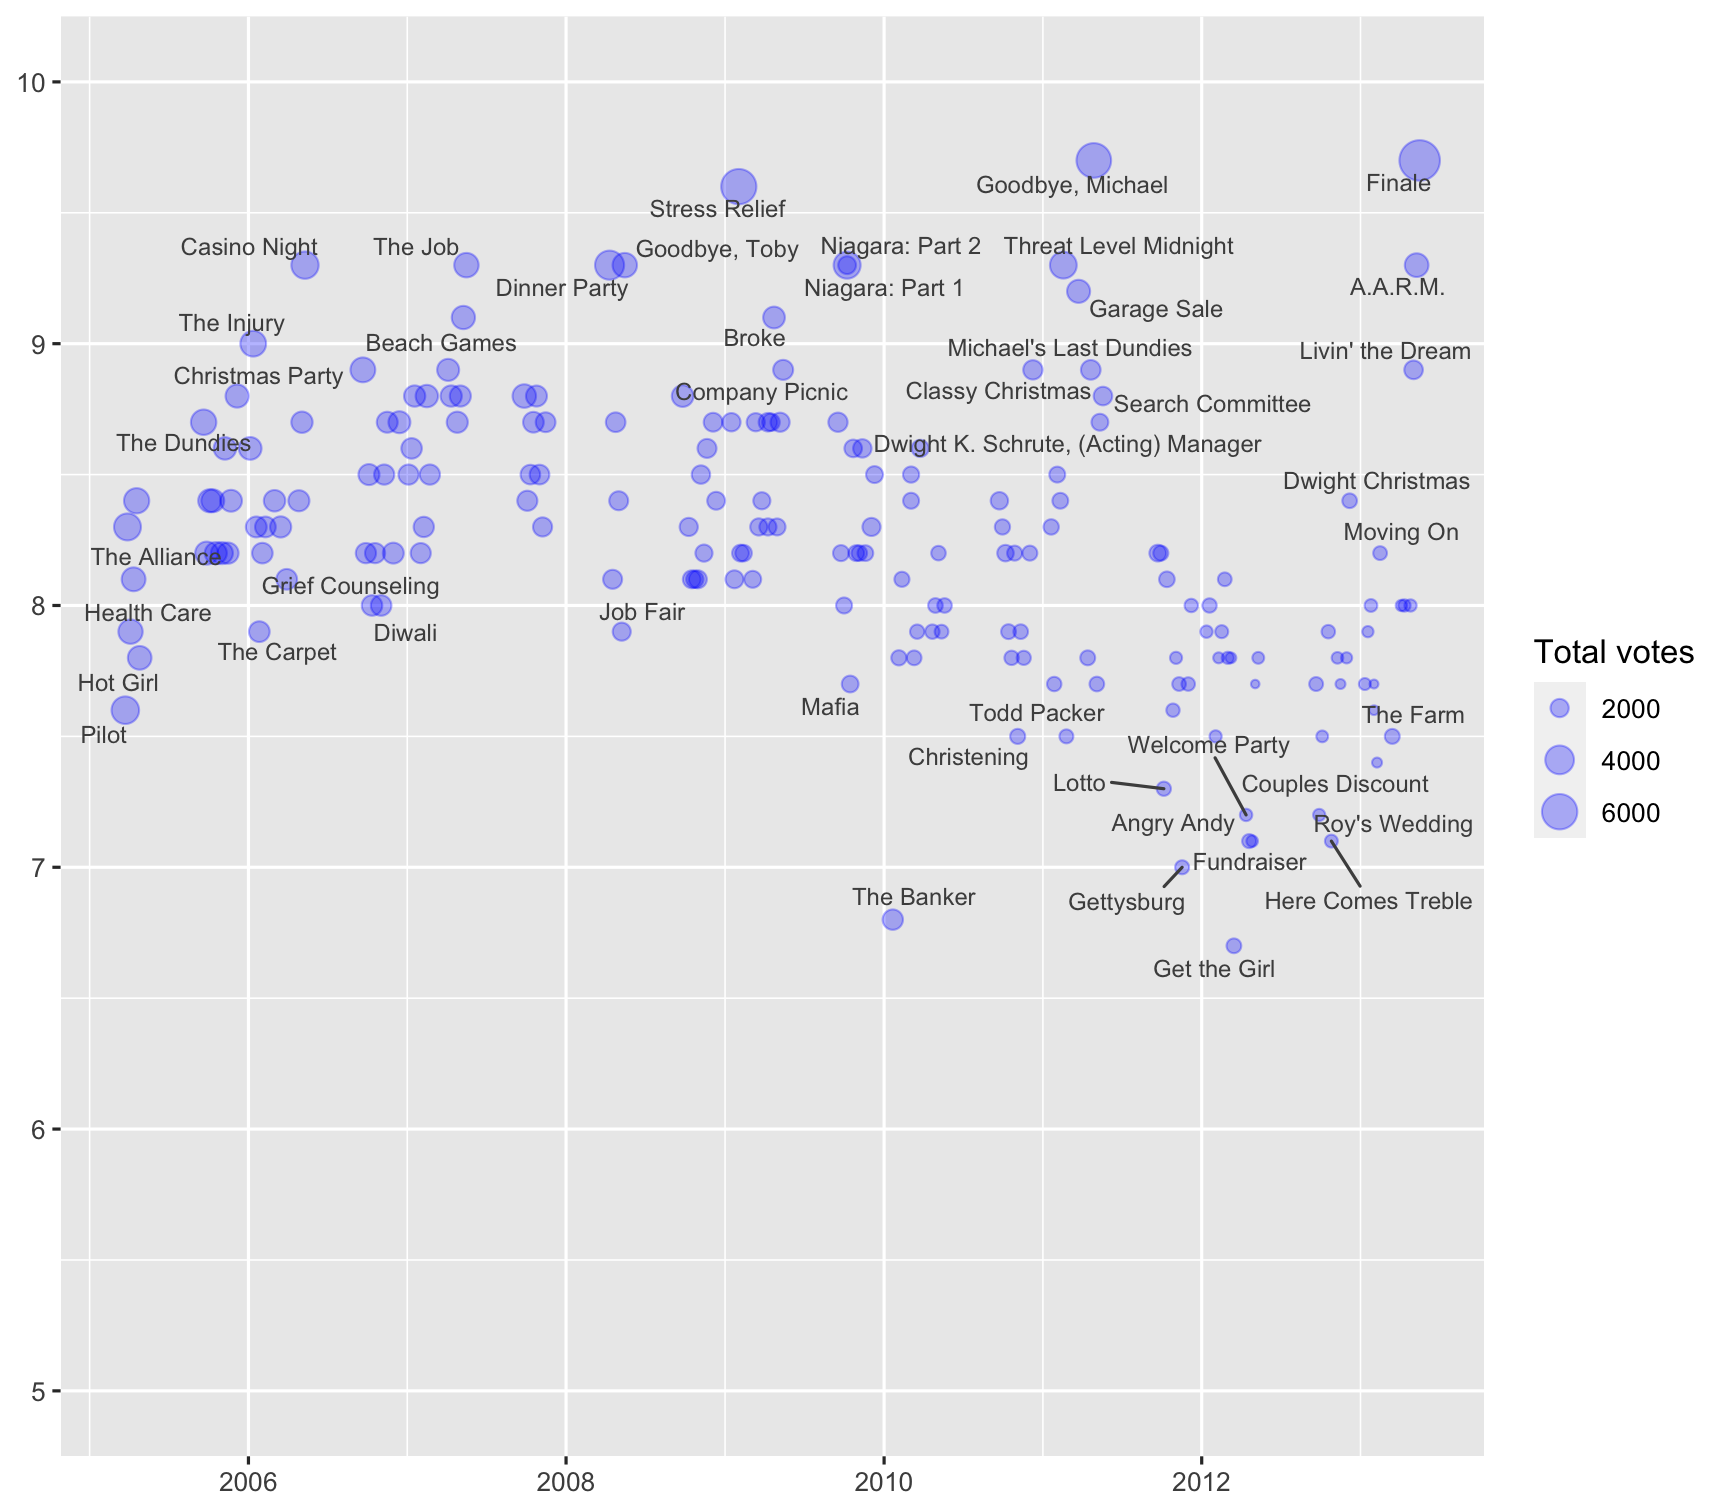 10
Goodbye, Michael
Finale
Stress Relief
Casino Night
The Job
Goodbye, Toby
Niagara: Part 2
Threat Level Midnight
Dinner Party
Niagara: Part 1
A.A.R.M.
Garage Sale
The Injury
Broke
9
Beach Games
Michael's Last Dundies
Livin' the Dream
Christmas Party
Company Picnic
Classy Christmas
Search Committee
The Dundies
Dwight K. Schrute, (Acting) Manager
Dwight Christmas
Moving On
The Alliance
Grief Counseling
8
Health Care
Job Fair
Diwali
The Carpet
Hot Girl
Mafia
Todd Packer
The Farm
Pilot
Welcome Party
Christening
Lotto
Couples Discount
Angry Andy
Roy's Wedding
7
Fundraiser
The Banker
Gettysburg
Here Comes Treble
Get the Girl
6
5
2006
2008
2010
2012
Total votes
2000
4000
6000